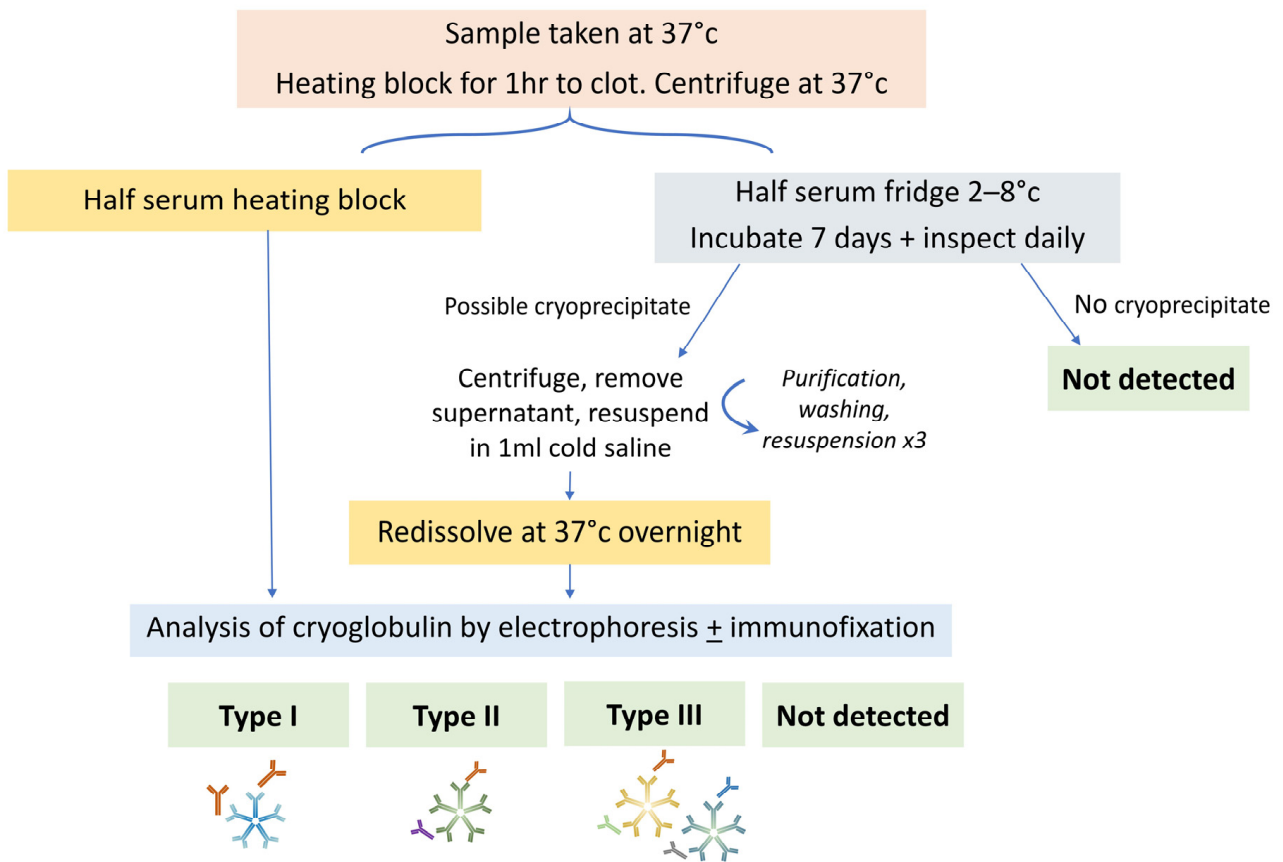 Sample taken at 37°c
Heating block for 1hr to clot. Centrifuge at 37°c
Half serum heating block
Half serum fridge 2–8°c
Incubate 7 days + inspect daily
Possible cryoprecipitate
No cryoprecipitate
Not detected
Centrifuge, remove
supernatant, resuspend
in 1ml cold saline
Purification,
washing,
resuspension x3
Redissolve at 37°c overnight
Analysis of cryoglobulin by electrophoresis ± immunofixation
Type I
Type II
Type III
Not detected